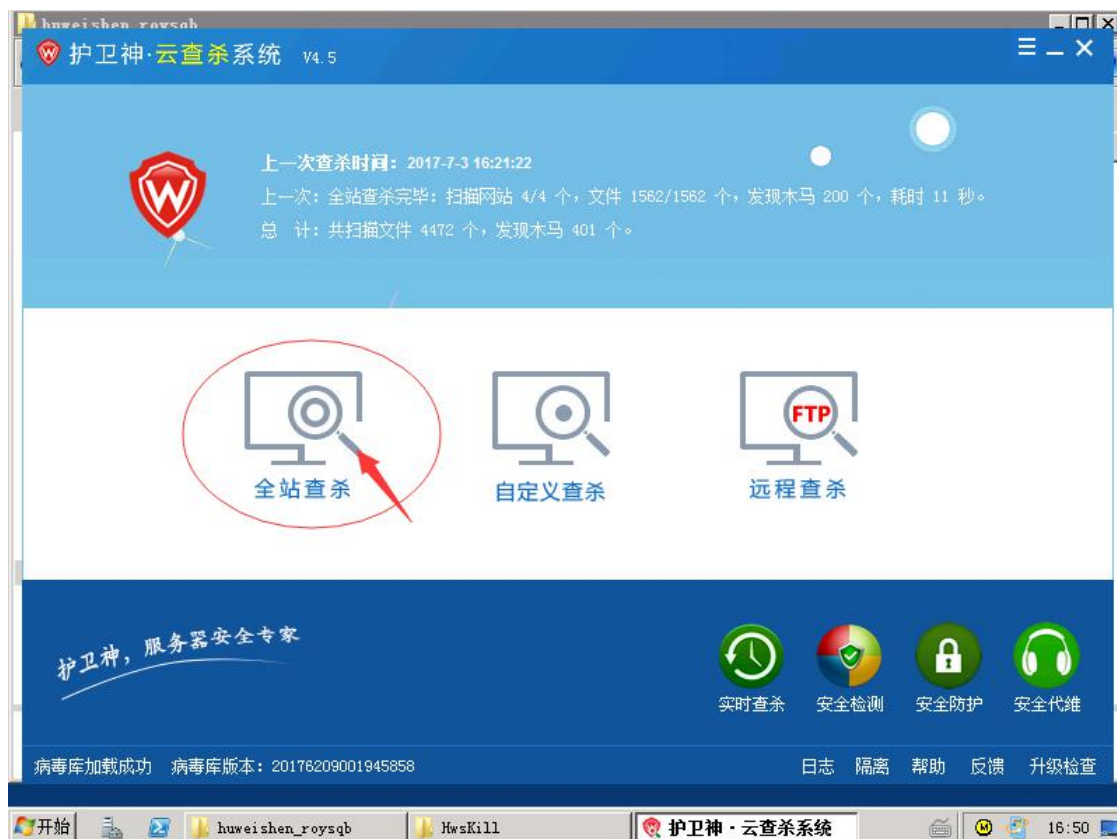 huweishen_roysqb
护卫神·云查杀系统 V4.5
上一次查杀时间：2017-7-3 16:21:22
上一次：全站查杀完毕：扫描网站 4/4 个，文件 1562/1562 个，发现木马 200 个，耗时 11 秒。
总 计：共扫描文件 4472 个，发现木马 401 个。
W
FTP
全站查杀
自定义查杀
远程查杀
护卫神，服务器安全专家
实时查杀 安全检测 安全防护 安全代维
病毒库加载成功 病毒库版本：20176209001945858
日志 隔离 帮助 反馈 升级检查
开始 huweishen_roysqb HwsKill 护卫神·云查杀系统 16:50